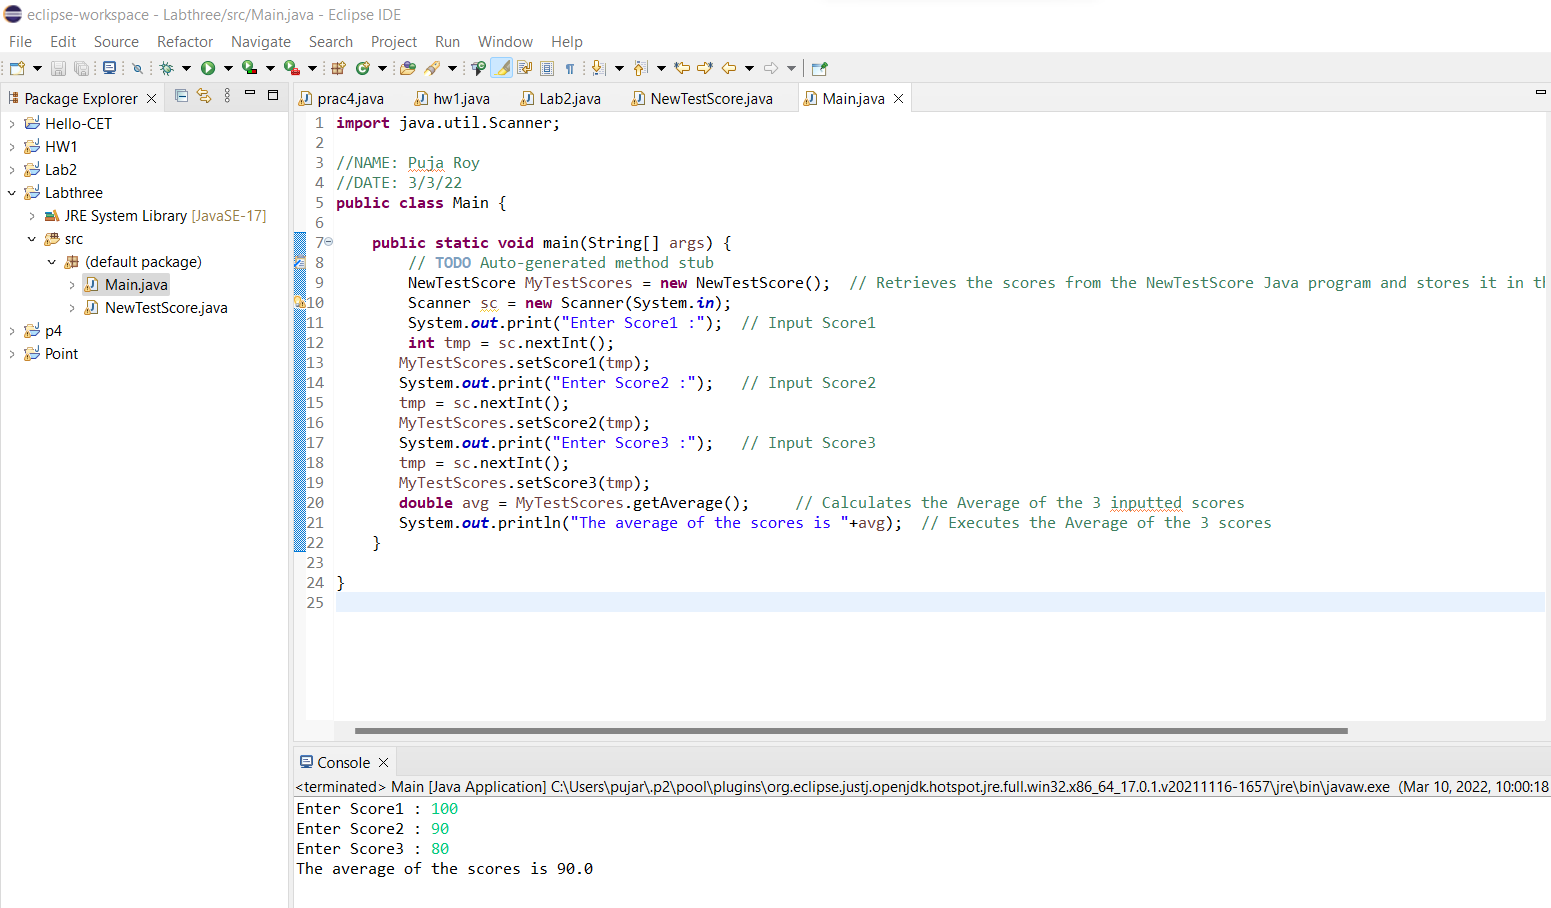 eclipse-workspace - Labthree/src/Main.java - Eclipse IDE
File Edit Source Refactor Navigate Search Project Run Window Help
Package Explorer
prac4.java hw1.java Lab2.java NewTestScore.java Main.java
Hello-CET
HW1
Lab2
Labthree
JRE System Library [JavaSE-17]
src
(default package)
Main.java
NewTestScore.java
p4
Point
1 import java.util.Scanner;
2
3 //NAME: Puja Roy
4 //DATE: 3/3/22
5 public class Main {
6
7 public static void main(String[] args) {
8 // TODO Auto-generated method stub
9 NewTestScore MyTestScores = new NewTestScore(); // Retrieves the scores from the NewTestScore Java program and stores it in th
10 Scanner sc = new Scanner(System.in);
11 System.out.print("Enter Score1 :"); // Input Score1
12 int tmp = sc.nextInt();
13 MyTestScores.setScore1(tmp);
14 System.out.print("Enter Score2 :"); // Input Score2
15 tmp = sc.nextInt();
16 MyTestScores.setScore2(tmp);
17 System.out.print("Enter Score3 :"); // Input Score3
18 tmp = sc.nextInt();
19 MyTestScores.setScore3(tmp);
20 double avg = MyTestScores.getAverage(); // Calculates the Average of the 3 inputted scores
21 System.out.println("The average of the scores is "+avg); // Executes the Average of the 3 scores
22 }
23
24 }
25
Console
<terminated> Main [Java Application] C:\Users\pujar\.p2\pool\plugins\org.eclipse.justj.openjdk.hotspot.jre.full.win32.x86_64_17.0.1.v20211116-1657\jre\bin\javaw.exe (Mar 10, 2022, 10:00:18
Enter Score1 : 100
Enter Score2 : 90
Enter Score3 : 80
The average of the scores is 90.0